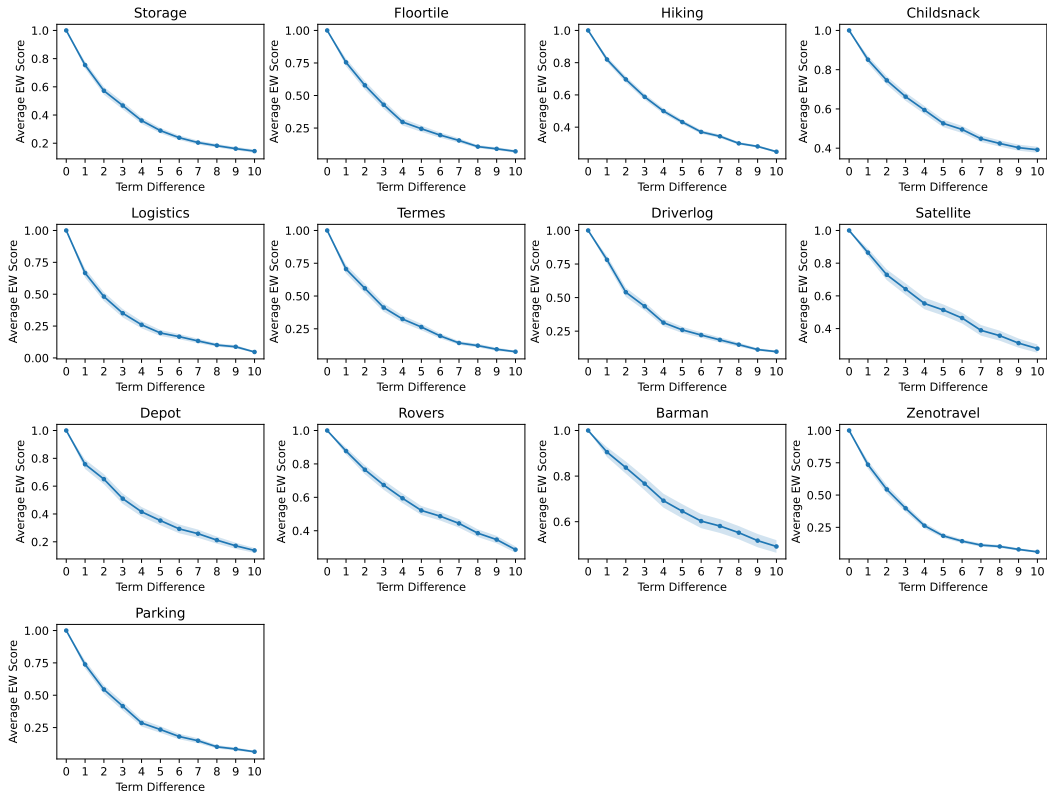 Storage
Average EW Score
1.0
0.8
0.6
0.4
0.2
0 1 2 3 4 5 6 7 8 9 10
Term Difference
Floortile
Average EW Score
1.00
0.75
0.50
0.25
0 1 2 3 4 5 6 7 8 9 10
Term Difference
Hiking
Average EW Score
1.0
0.8
0.6
0.4
0 1 2 3 4 5 6 7 8 9 10
Term Difference
Childsnack
Average EW Score
1.0
0.8
0.6
0.4
0 1 2 3 4 5 6 7 8 9 10
Term Difference
Logistics
Average EW Score
1.00
0.75
0.50
0.25
0.00
0 1 2 3 4 5 6 7 8 9 10
Term Difference
Termes
Average EW Score
1.00
0.75
0.50
0.25
0 1 2 3 4 5 6 7 8 9 10
Term Difference
Driverlog
Average EW Score
1.00
0.75
0.50
0.25
0 1 2 3 4 5 6 7 8 9 10
Term Difference
Satellite
Average EW Score
1.0
0.8
0.6
0.4
0 1 2 3 4 5 6 7 8 9 10
Term Difference
Depot
Average EW Score
1.0
0.8
0.6
0.4
0.2
0 1 2 3 4 5 6 7 8 9 10
Term Difference
Rovers
Average EW Score
1.0
0.8
0.6
0.4
0 1 2 3 4 5 6 7 8 9 10
Term Difference
Barman
Average EW Score
1.0
0.8
0.6
0 1 2 3 4 5 6 7 8 9 10
Term Difference
Zenotravel
Average EW Score
1.00
0.75
0.50
0.25
0 1 2 3 4 5 6 7 8 9 10
Term Difference
Parking
Average EW Score
1.00
0.75
0.50
0.25
0 1 2 3 4 5 6 7 8 9 10
Term Difference